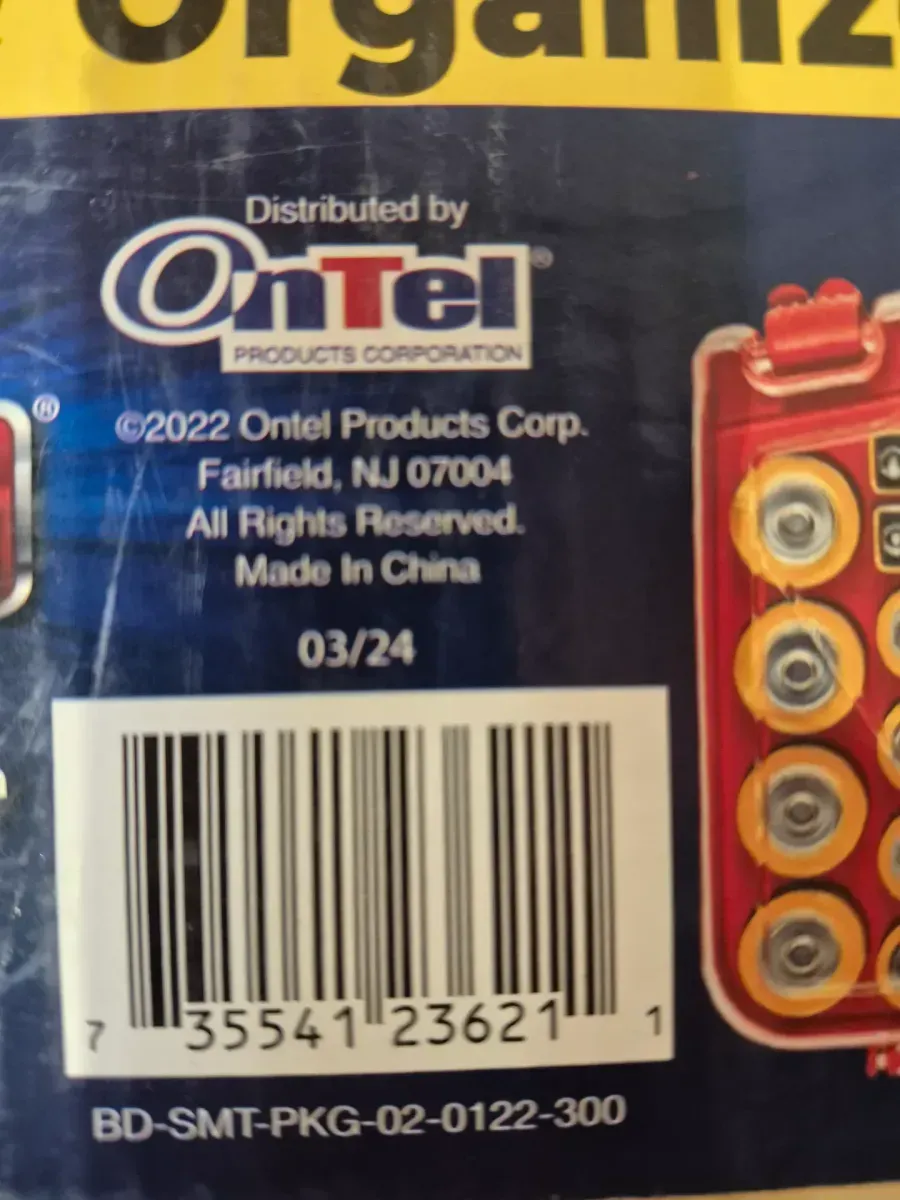 Organiz
Distributed by
OnTel®
PRODUCTS CORPORATION
®
©2022 Ontel Products Corp.
Fairfield, NJ 07004
All Rights Reserved.
Made In China
03/24
7 35541 23621 1
BD-SMT-PKG-02-0122-300